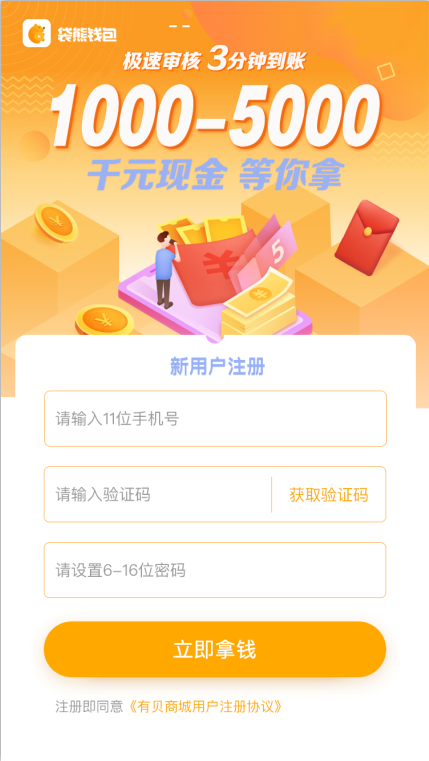 袋熊钱包
极速审核 3分钟到账
1000-5000
千元现金 等你拿
¥
¥
5
¥
新用户注册
请输入11位手机号
请输入验证码 获取验证码
请设置6-16位密码
立即拿钱
注册即同意《有贝商城用户注册协议》